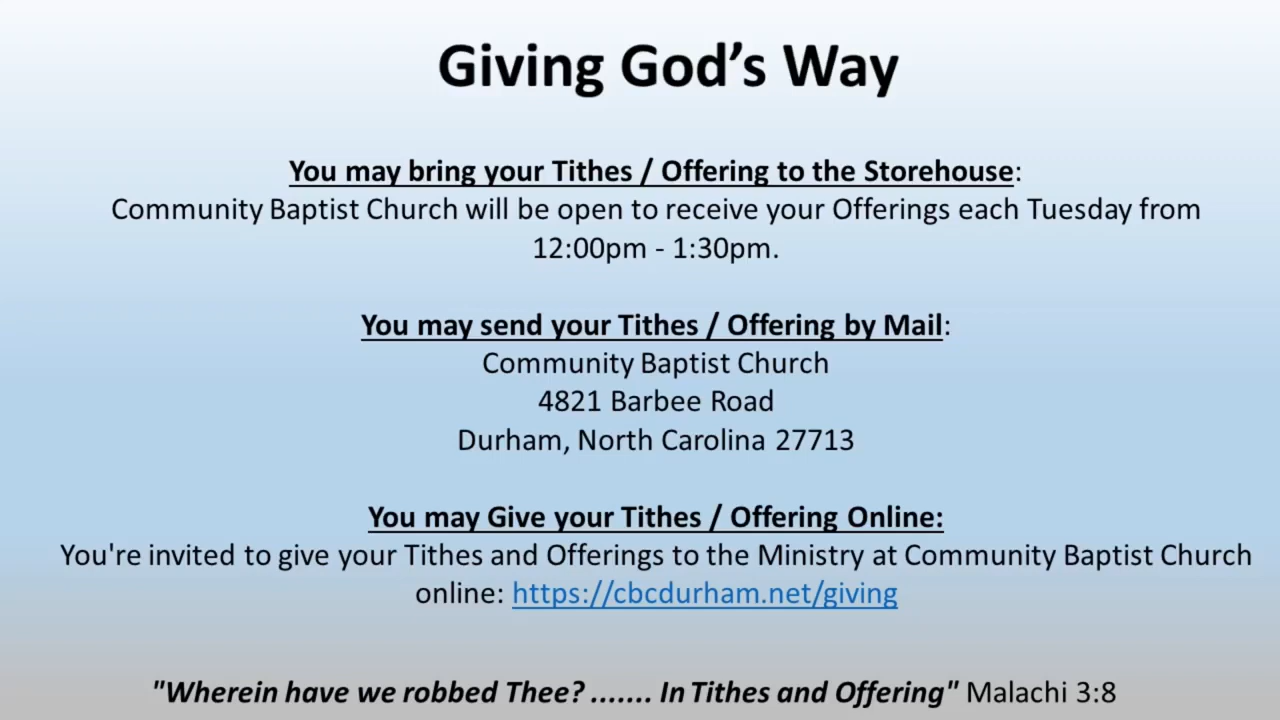 Giving God’s Way
You may bring your Tithes / Offering to the Storehouse:
Community Baptist Church will be open to receive your Offerings each Tuesday from
12:00pm - 1:30pm.
You may send your Tithes / Offering by Mail:
Community Baptist Church
4821 Barbee Road
Durham, North Carolina 27713
You may Give your Tithes / Offering Online:
You're invited to give your Tithes and Offerings to the Ministry at Community Baptist Church
online: https://cbcdurham.net/giving
"Wherein have we robbed Thee? ....... In Tithes and Offering" Malachi 3:8